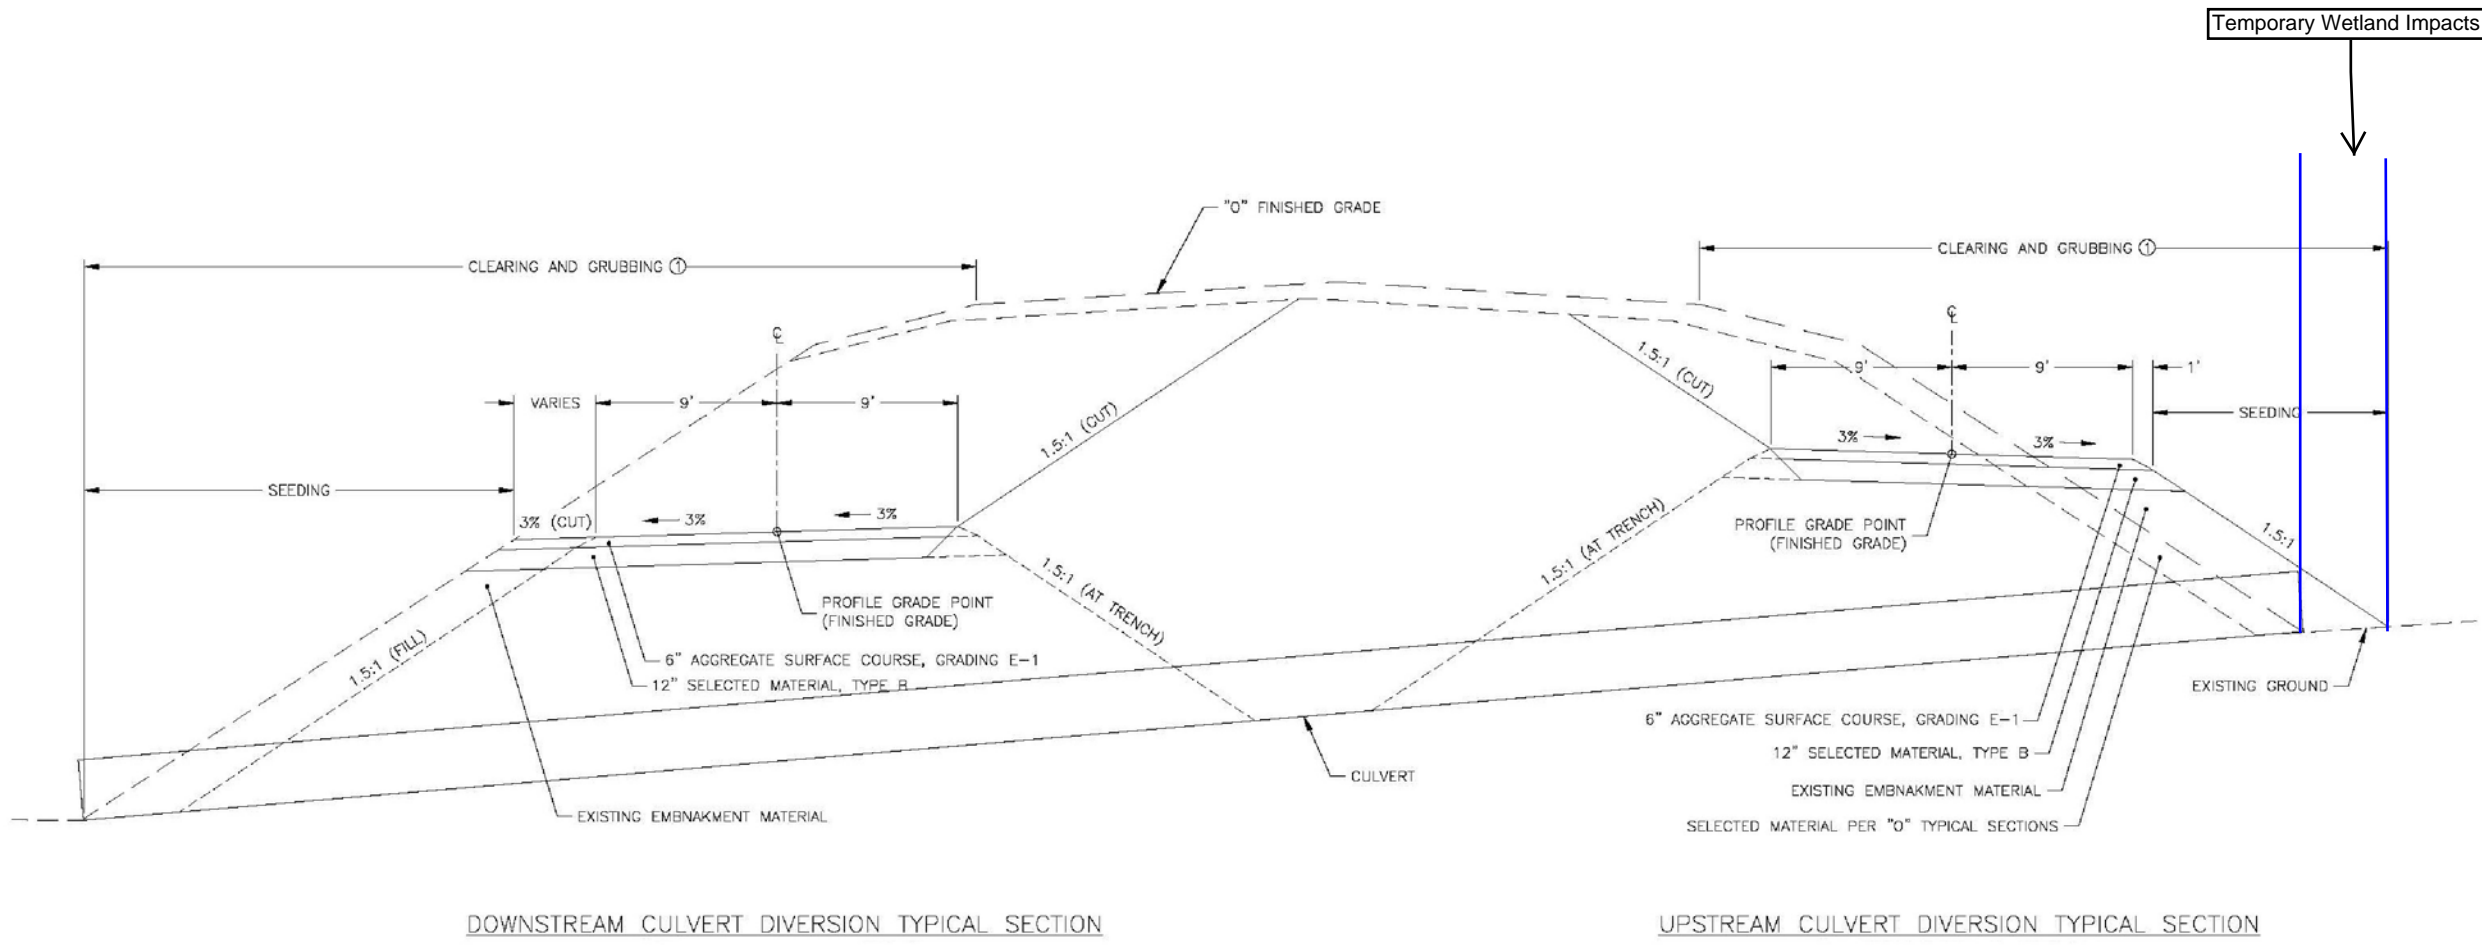 Temporary Wetland Impacts
"O" FINISHED GRADE
CLEARING AND GRUBBING ①
CLEARING AND GRUBBING ①
℄
℄
VARIES
9'
9'
9'
9'
1'
SEEDING
SEEDING
1.5:1 (CUT)
1.5:1 (CUT)
3% (CUT)
3%
3%
3%
3%
1.5:1 (FILL)
1.5:1 (AT TRENCH)
1.5:1 (AT TRENCH)
1.5:1
PROFILE GRADE POINT
(FINISHED GRADE)
PROFILE GRADE POINT
(FINISHED GRADE)
6" AGGREGATE SURFACE COURSE, GRADING E-1
12" SELECTED MATERIAL, TYPE B
EXISTING EMBNAKMENT MATERIAL
CULVERT
EXISTING GROUND
6" AGGREGATE SURFACE COURSE, GRADING E-1
12" SELECTED MATERIAL, TYPE B
EXISTING EMBNAKMENT MATERIAL
SELECTED MATERIAL PER "O" TYPICAL SECTIONS
DOWNSTREAM CULVERT DIVERSION TYPICAL SECTION
UPSTREAM CULVERT DIVERSION TYPICAL SECTION